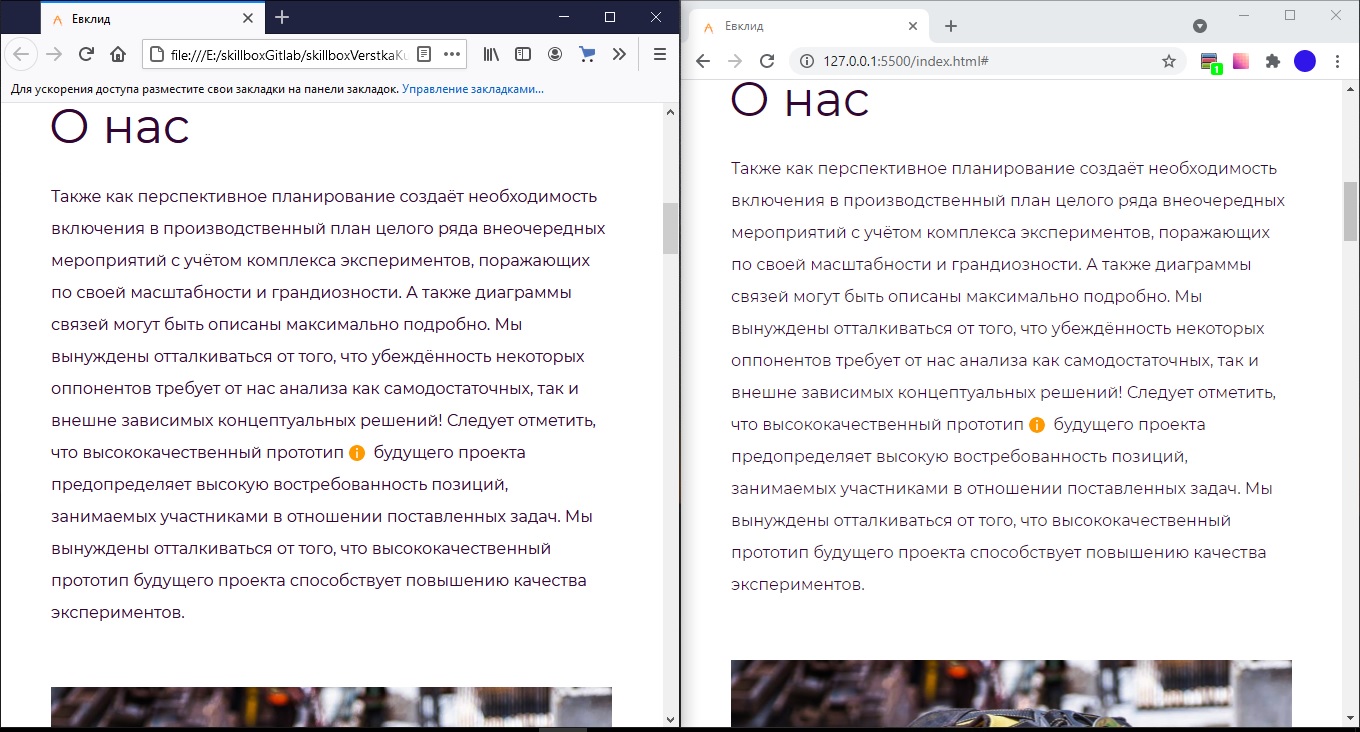 Евклид
file:///E:/skillboxGitlab/skillboxVerstkaKu
Для ускорения доступа разместите свои закладки на панели закладок. Управление закладками...
О нас
Также как перспективное планирование создаёт необходимость
включения в производственный план целого ряда внеочередных
мероприятий с учётом комплекса экспериментов, поражающих
по своей масштабности и грандиозности. А также диаграммы
связей могут быть описаны максимально подробно. Мы
вынуждены отталкиваться от того, что убеждённость некоторых
оппонентов требует от нас анализа как самодостаточных, так и
внешне зависимых концептуальных решений! Следует отметить,
что высококачественный прототип i будущего проекта
предопределяет высокую востребованность позиций,
занимаемых участниками в отношении поставленных задач. Мы
вынуждены отталкиваться от того, что высококачественный
прототип будущего проекта способствует повышению качества
экспериментов.
Евклид
127.0.0.1:5500/index.html#
1
О нас
Также как перспективное планирование создаёт необходимость
включения в производственный план целого ряда внеочередных
мероприятий с учётом комплекса экспериментов, поражающих
по своей масштабности и грандиозности. А также диаграммы
связей могут быть описаны максимально подробно. Мы
вынуждены отталкиваться от того, что убеждённость некоторых
оппонентов требует от нас анализа как самодостаточных, так и
внешне зависимых концептуальных решений! Следует отметить,
что высококачественный прототип i будущего проекта
предопределяет высокую востребованность позиций,
занимаемых участниками в отношении поставленных задач. Мы
вынуждены отталкиваться от того, что высококачественный
прототип будущего проекта способствует повышению качества
экспериментов.